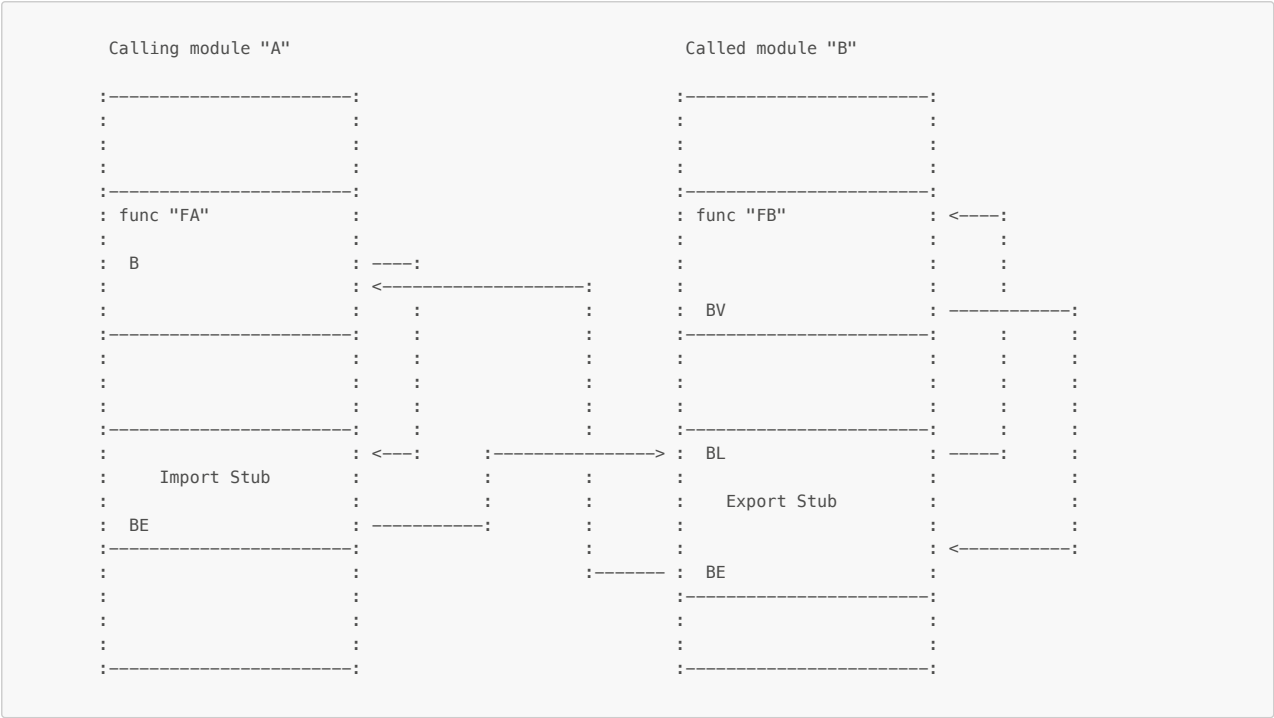 Calling module "A" Called module "B"
:------------------------: :------------------------:
: : : :
: : : :
: : : :
:------------------------: :------------------------:
: func "FA" : : func "FB" : <----:
: : : : :
: B : ----: : : :
: : <--------------------: : : :
: : : : : BV : ------------:
:------------------------: : : :------------------------: : :
: : : : : : : :
: : : : : : : :
: : : : : : : :
:------------------------: : : :------------------------: : :
: : <---: :----------------> : BL : -----: :
: Import Stub : : : : : :
: : : : : Export Stub : :
: BE : -----------: : : : :
:------------------------: : : : <-----------:
: : :------- : BE :
: : :------------------------:
: : : :
: : : :
:------------------------: :------------------------: